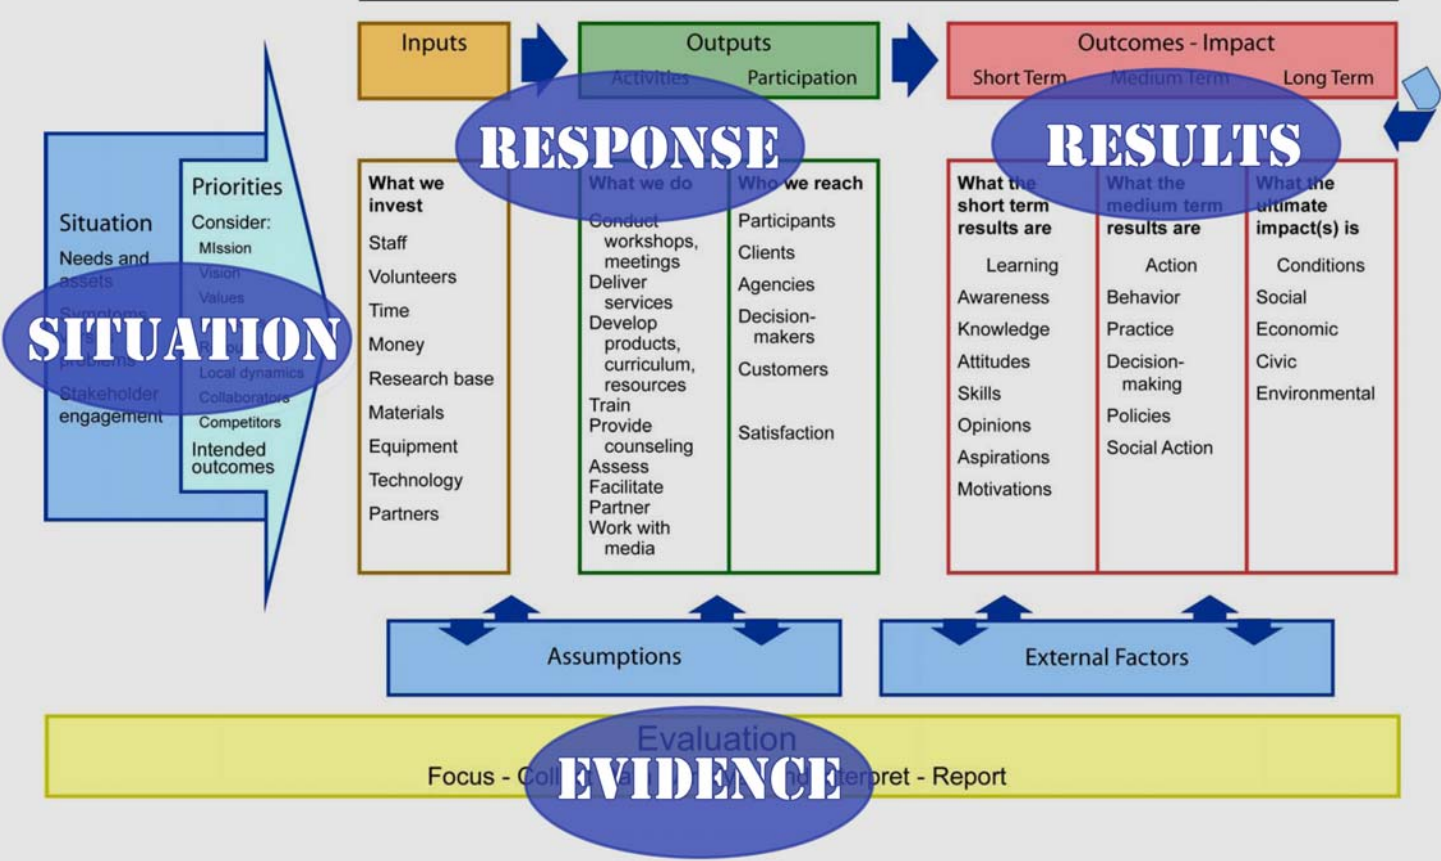 Inputs
Outputs
Activities Participation
Outcomes - Impact
Short Term Medium Term Long Term
RESPONSE
RESULTS
Situation
Needs and
assets
Symptoms
problems
Stakeholder
engagement
Priorities
Consider:
MIssion
Vision
Values
Local dynamics
Collaborators
Competitors
Intended
outcomes
SITUATION
What we
invest
Staff
Volunteers
Time
Money
Research base
Materials
Equipment
Technology
Partners
What we do
Conduct
workshops,
meetings
Deliver
services
Develop
products,
curriculum,
resources
Train
Provide
counseling
Assess
Facilitate
Partner
Work with
media
Who we reach
Participants
Clients
Agencies
Decision-
makers
Customers
Satisfaction
What the
short term
results are
Learning
Awareness
Knowledge
Attitudes
Skills
Opinions
Aspirations
Motivations
What the
medium term
results are
Action
Behavior
Practice
Decision-
making
Policies
Social Action
What the
ultimate
impact(s) is
Conditions
Social
Economic
Civic
Environmental
Assumptions
External Factors
Evaluation
Focus - - Report
EVIDENCE